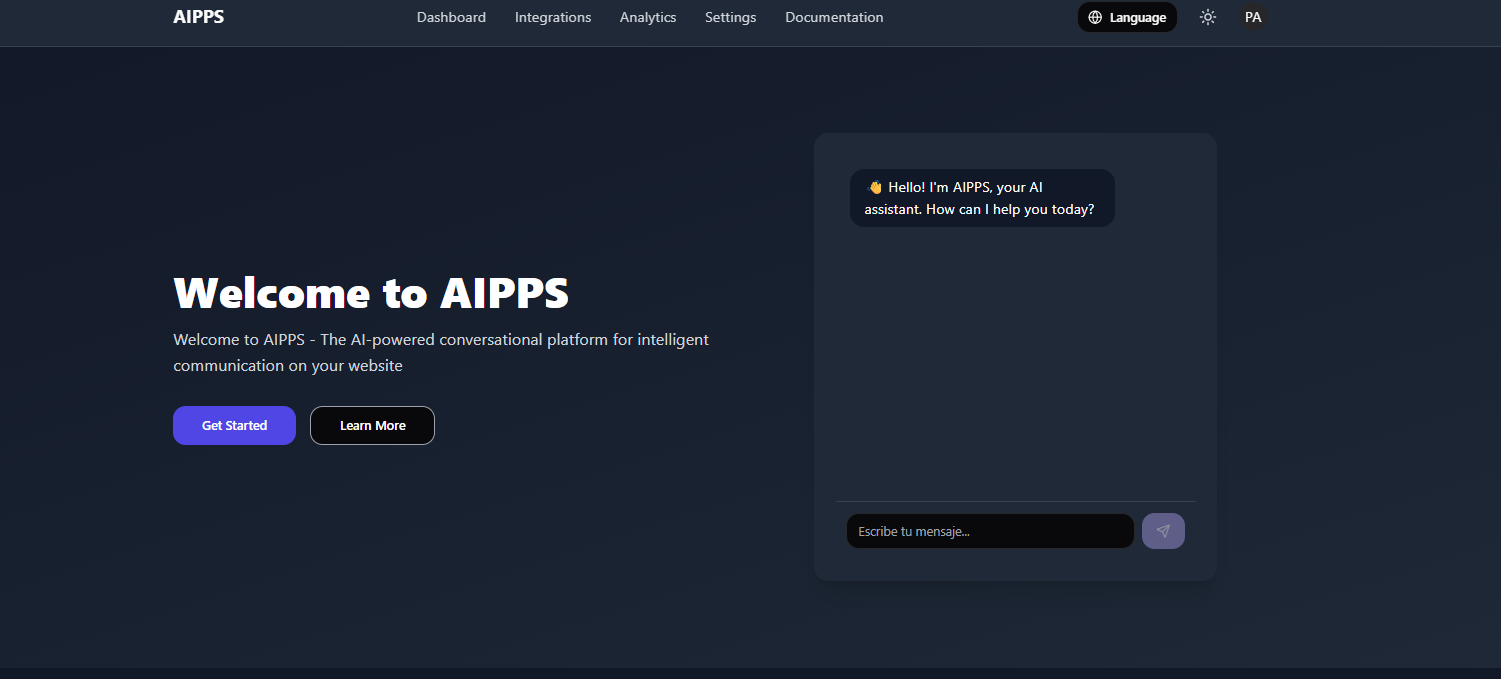 AIPPS
Dashboard Integrations Analytics Settings Documentation
Language
PA
👋 Hello! I'm AIPPS, your AI
assistant. How can I help you today?
Welcome to AIPPS
Welcome to AIPPS - The AI-powered conversational platform for intelligent
communication on your website
Get Started
Learn More
Escribe tu mensaje...